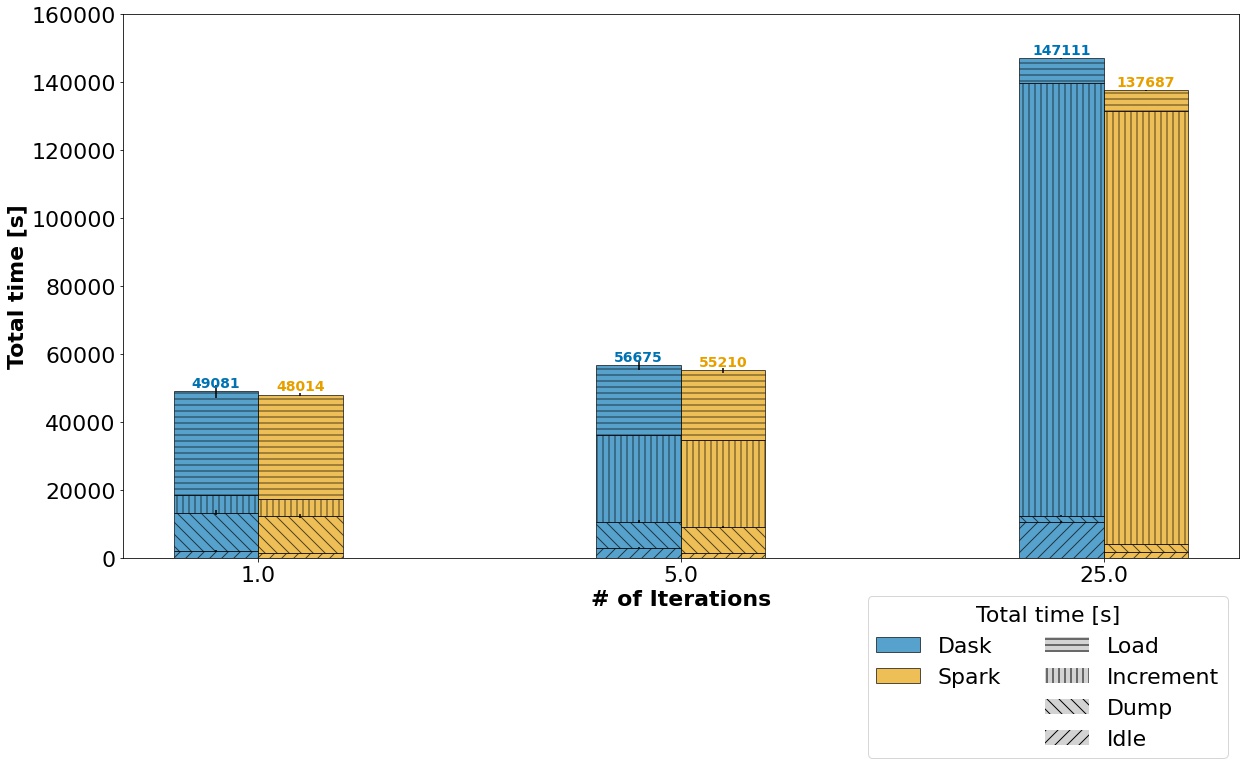 160000
140000
120000
100000
80000
60000
40000
20000
0
Total time [s]
49081
48014
56675
55210
147111
137687
1.0
5.0
25.0
# of Iterations
Total time [s]
Dask
Spark
Load
Increment
Dump
Idle